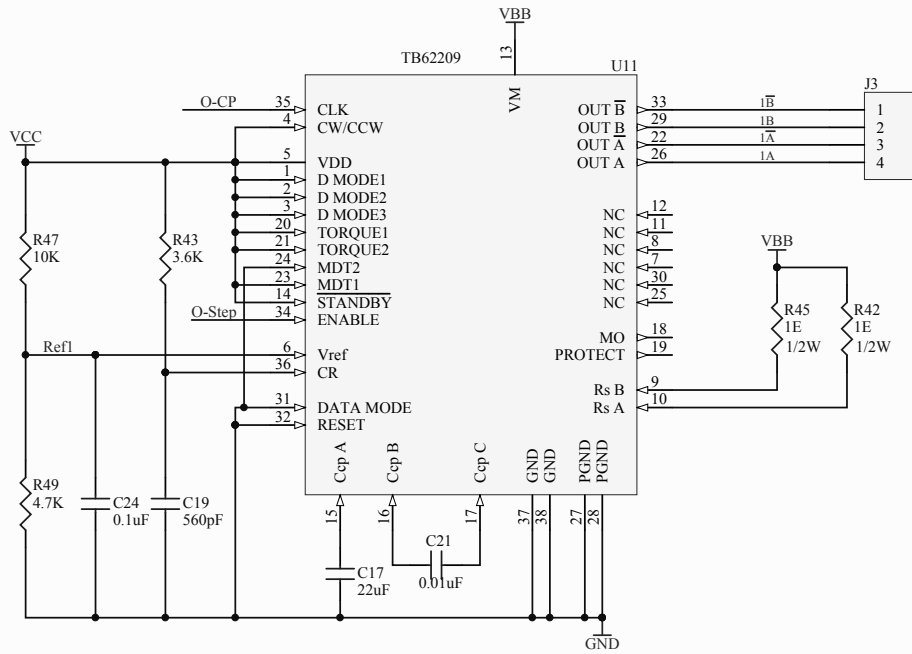 VBB
TB62209
U11
13
VM
J3
O-CP 35 CLK
4 CW/CCW
VCC
5 VDD
1 D MODE1
2 D MODE2
3 D MODE3
20 TORQUE1
21 TORQUE2
24 MDT2
23 MDT1
14 S̅T̅A̅N̅D̅B̅Y̅
O-Step 34 ENABLE
Ref1 6 Vref
36 CR
31 DATA MODE
32 RESET
OUT B̅ 33 1B̅ 1
OUT B 29 1B 2
OUT A̅ 22 1A̅ 3
OUT A 26 1A 4
NC 12
NC 11
NC 8
NC 7
NC 30
NC 25
MO 18
PROTECT 19
Rs B 9
Rs A 10
R47
10K
R43
3.6K
VBB
R45
1E
1/2W
R42
1E
1/2W
R49
4.7K
C24
0.1uF
C19
560pF
Ccp A
15
Ccp B
16
Ccp C
17
GND
37
GND
38
PGND
27
PGND
28
C17
22uF
C21
0.01uF
GND